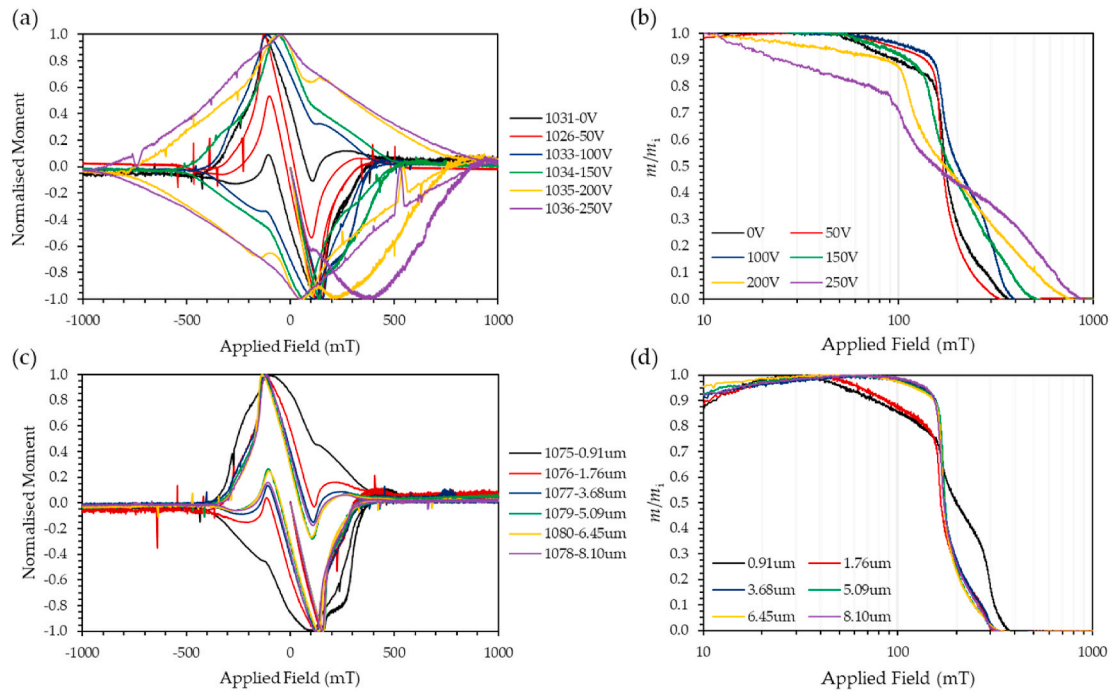 (a)
1.0
0.8
0.6
0.4
0.2
0.0
-0.2
-0.4
-0.6
-0.8
-1.0
Normalised Moment
-1000
-500
0
500
1000
Applied Field (mT)
1031-0V
1026-50V
1033-100V
1034-150V
1035-200V
1036-250V
(b)
1.0
0.9
0.8
0.7
0.6
0.5
0.4
0.3
0.2
0.1
0.0
m/mi
0V
50V
100V
150V
200V
250V
10
100
1000
Applied Field (mT)
(c)
1.0
0.8
0.6
0.4
0.2
0.0
-0.2
-0.4
-0.6
-0.8
-1.0
Normalised Moment
-1000
-500
0
500
1000
Applied Field (mT)
1075-0.91um
1076-1.76um
1077-3.68um
1079-5.09um
1080-6.45um
1078-8.10um
(d)
1.0
0.9
0.8
0.7
0.6
0.5
0.4
0.3
0.2
0.1
0.0
m/mi
0.91um
1.76um
3.68um
5.09um
6.45um
8.10um
10
100
1000
Applied Field (mT)